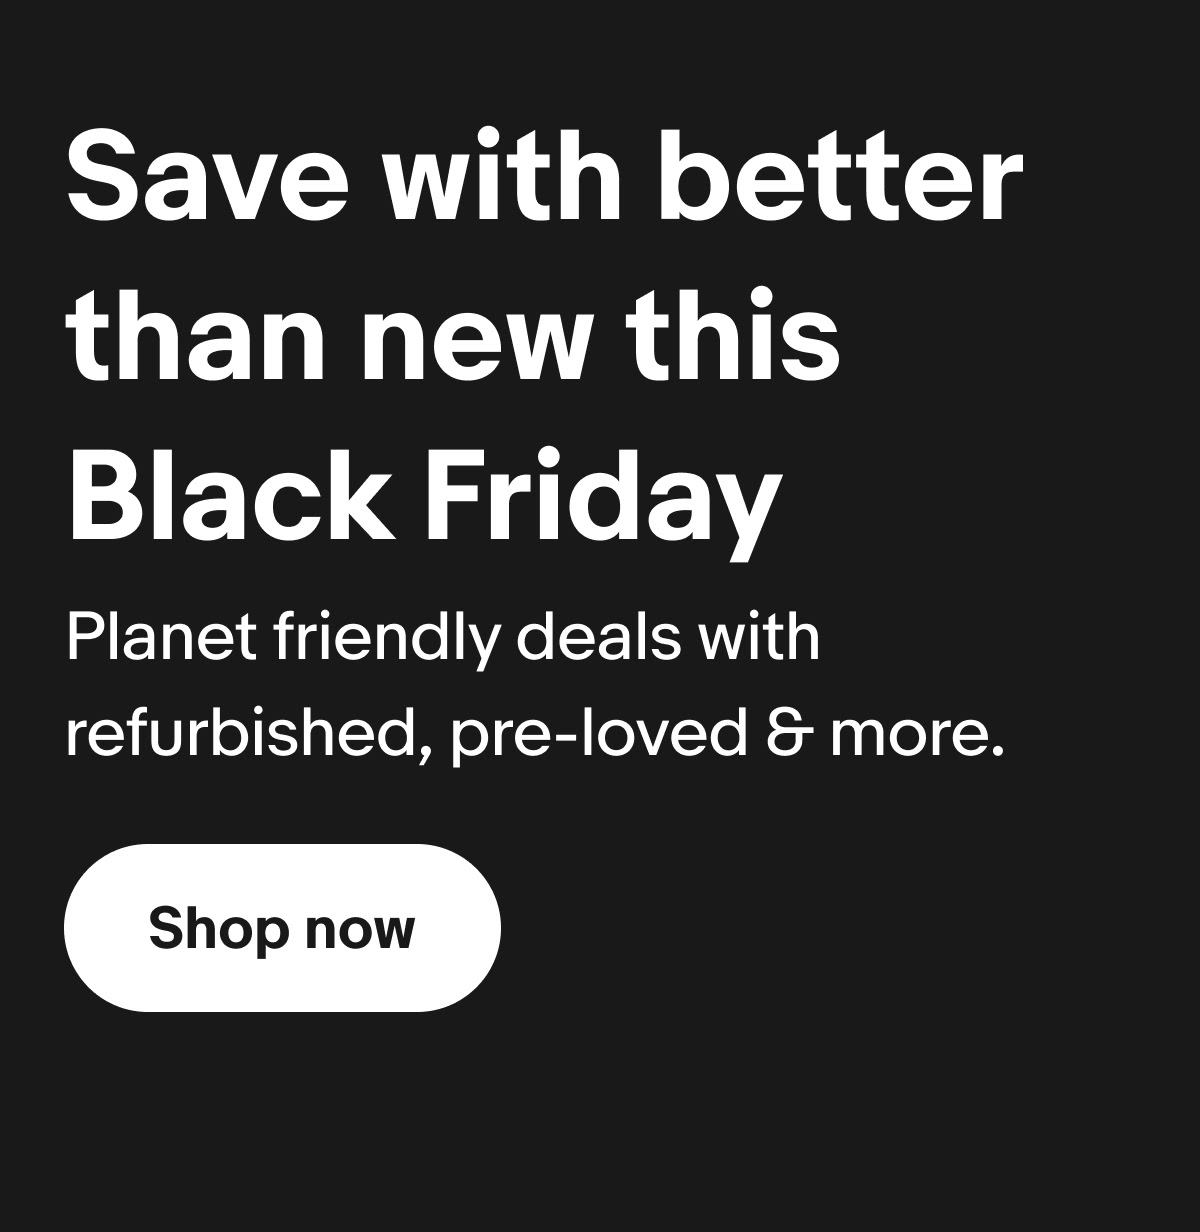 Save with better
than new this
Black Friday
Planet friendly deals with
refurbished, pre-loved & more.
Shop now